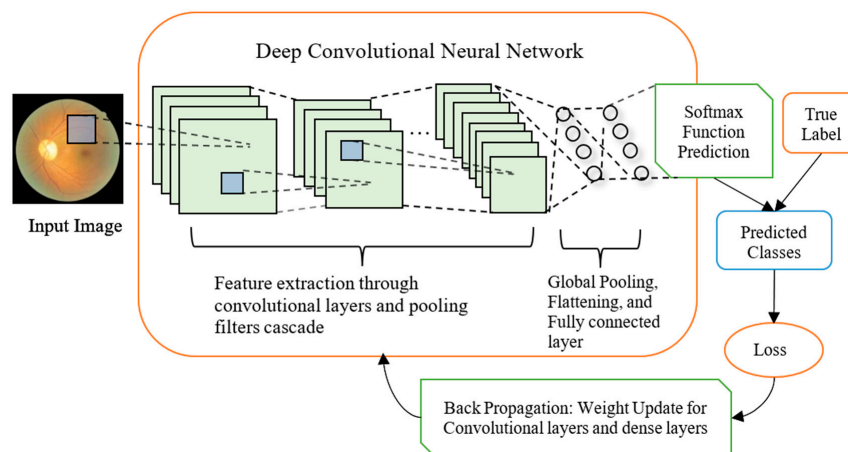 Deep Convolutional Neural Network
Softmax
Function
Prediction
True
Label
Input Image
Predicted
Classes
Feature extraction through
convolutional layers and pooling
filters cascade
Global Pooling,
Flattening, and
Fully connected
layer
Loss
Back Propagation: Weight Update for
Convolutional layers and dense layers